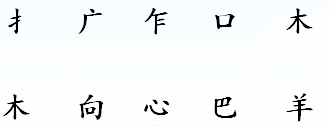 扌 广 乍 口 木
木 向 心 巴 羊